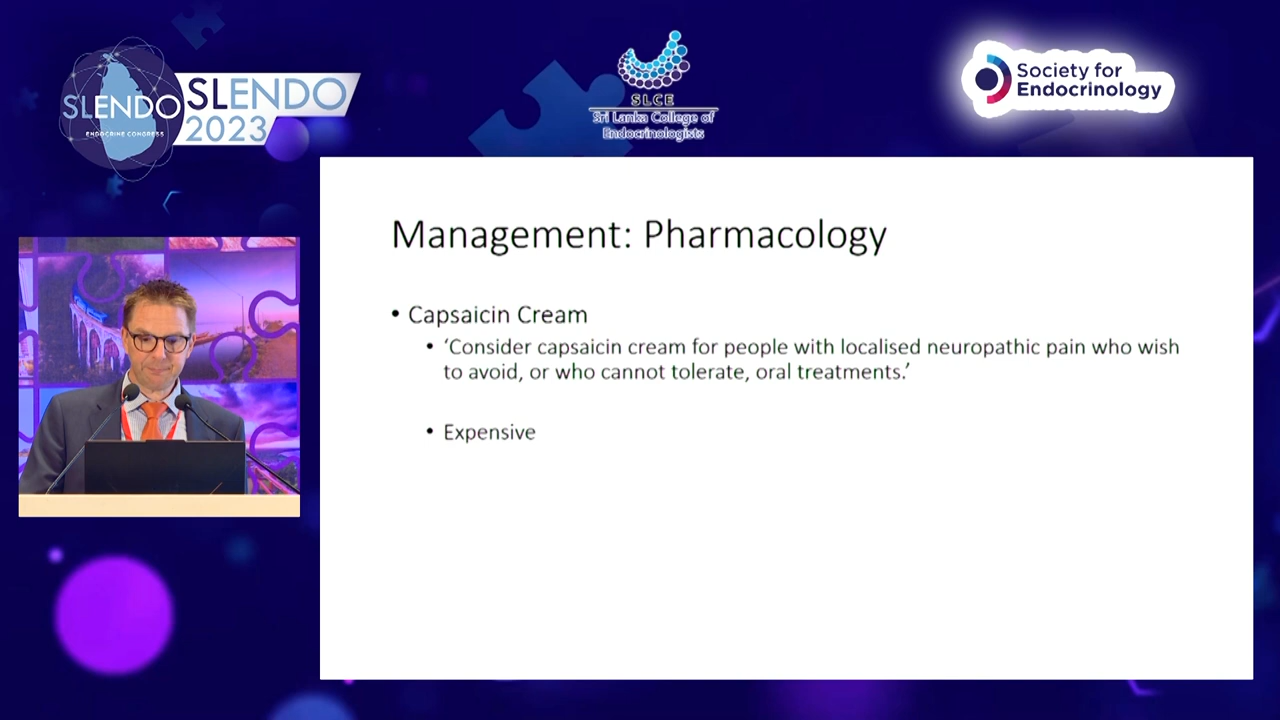 SLENDO
ENDOCRINE CONGRESS
SLENDO
2023
SLCE
Sri Lanka College of
Endocrinologists
Society for
Endocrinology
Management: Pharmacology
• Capsaicin Cream
• ‘Consider capsaicin cream for people with localised neuropathic pain who wish
to avoid, or who cannot tolerate, oral treatments.’
• Expensive